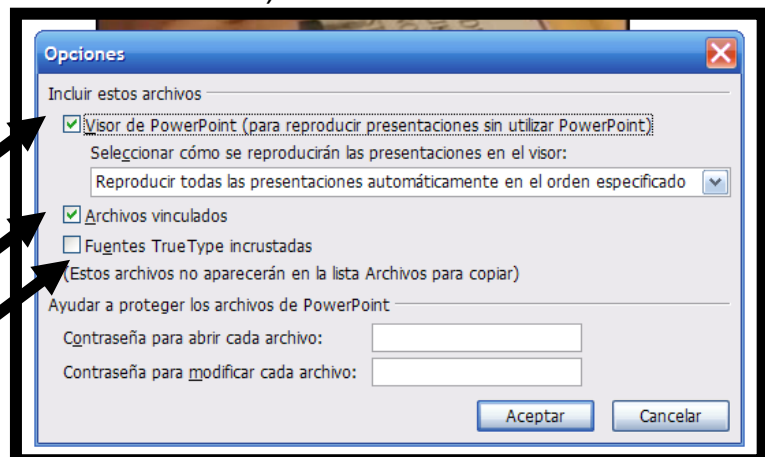 Opciones
Incluir estos archivos
Visor de PowerPoint (para reproducir presentaciones sin utilizar PowerPoint)
Seleccionar cómo se reproducirán las presentaciones en el visor:
Reproducir todas las presentaciones automáticamente en el orden especificado
Archivos vinculados
Fuentes TrueType incrustadas
(Estos archivos no aparecerán en la lista Archivos para copiar)
Ayudar a proteger los archivos de PowerPoint
Contraseña para abrir cada archivo:
Contraseña para modificar cada archivo:
Aceptar Cancelar